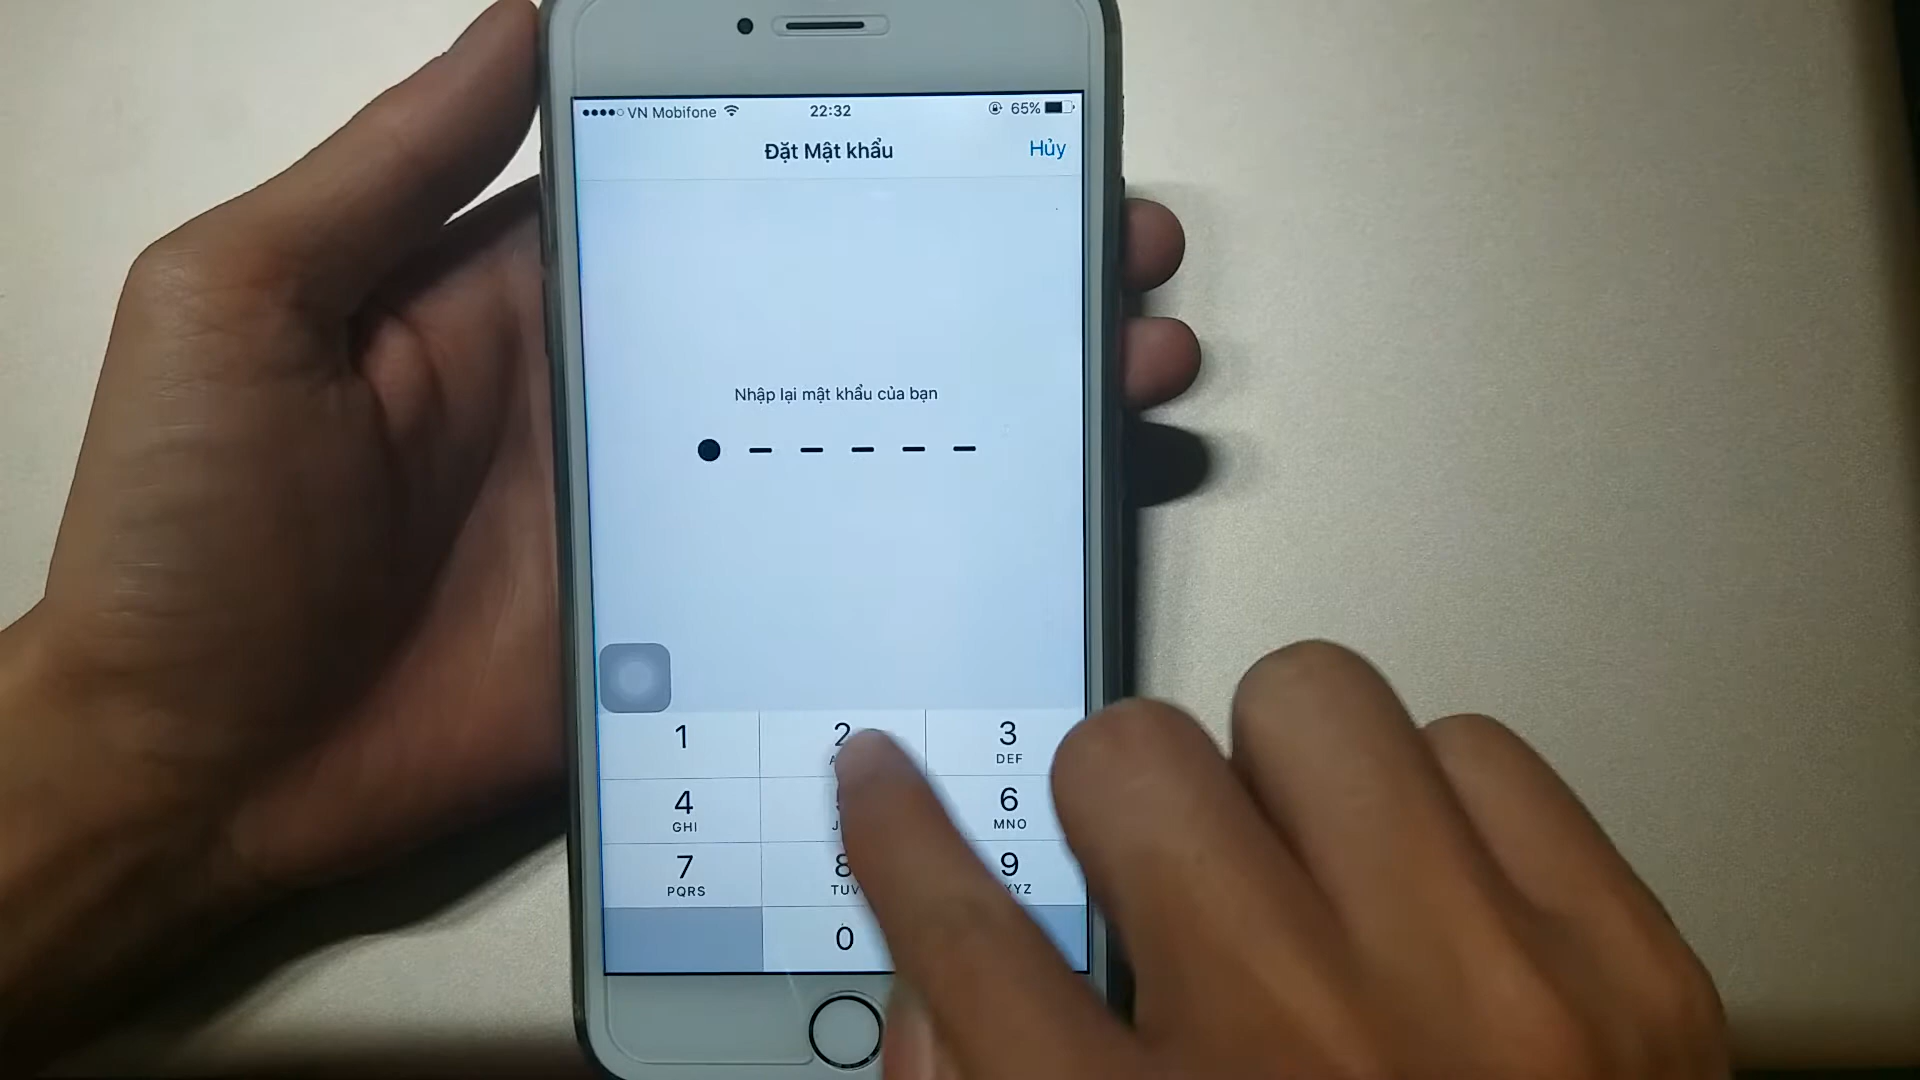 VN Mobifone 22:32 65%
Đặt Mật khẩu Hủy
Nhập lại mật khẩu của bạn
1 2 3
DEF
4 6
GHI MNO
7 8 9
PQRS TUV
0